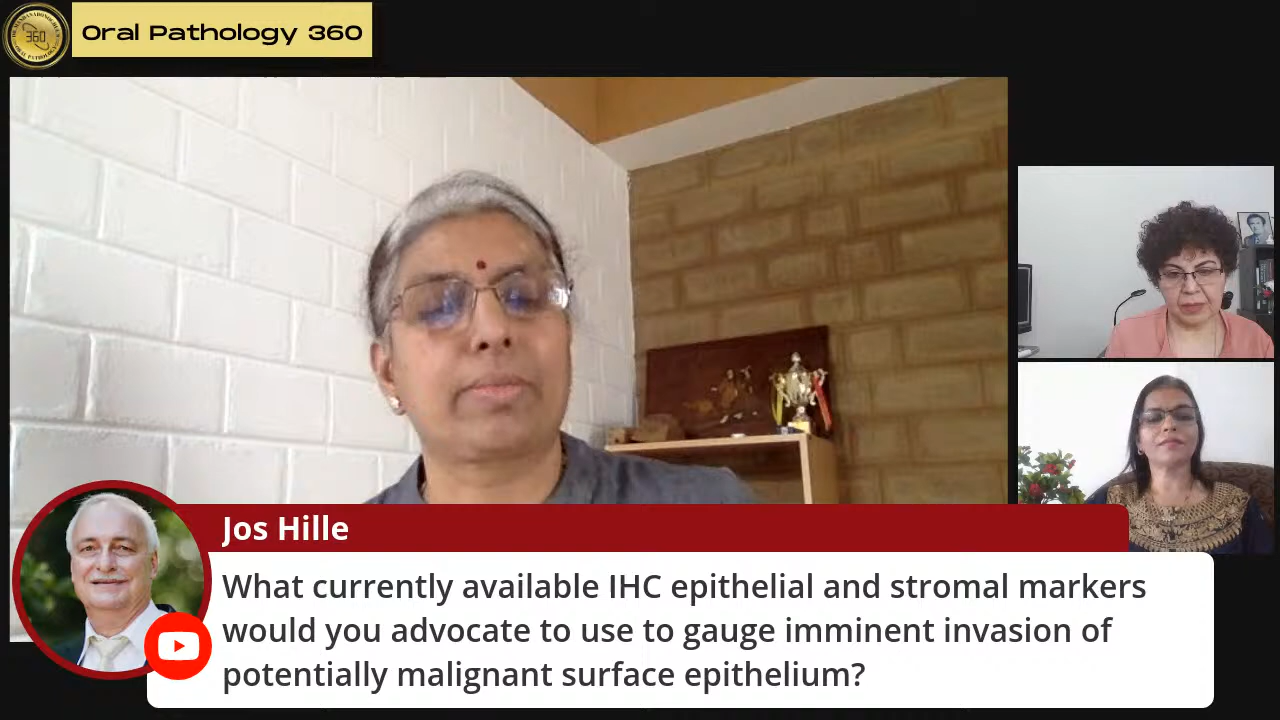 360
Oral Pathology 360
Jos Hille
What currently available IHC epithelial and stromal markers
would you advocate to use to gauge imminent invasion of
potentially malignant surface epithelium?